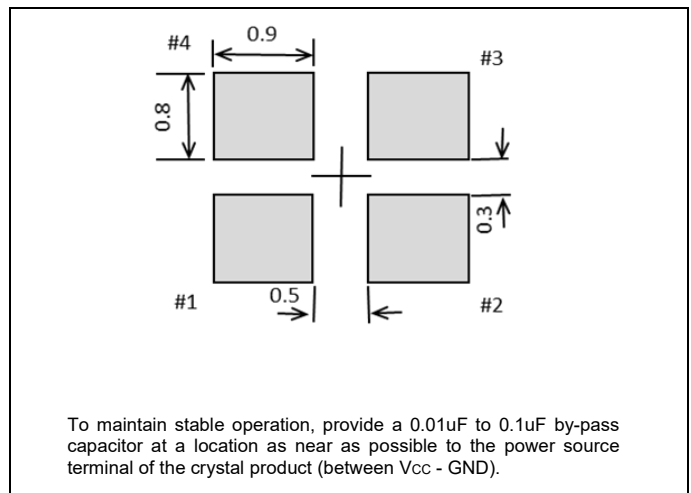 #4
0.9
#3
0.8
0.3
#1
0.5
#2
To maintain stable operation, provide a 0.01uF to 0.1uF by-pass
capacitor at a location as near as possible to the power source
terminal of the crystal product (between Vcc - GND).